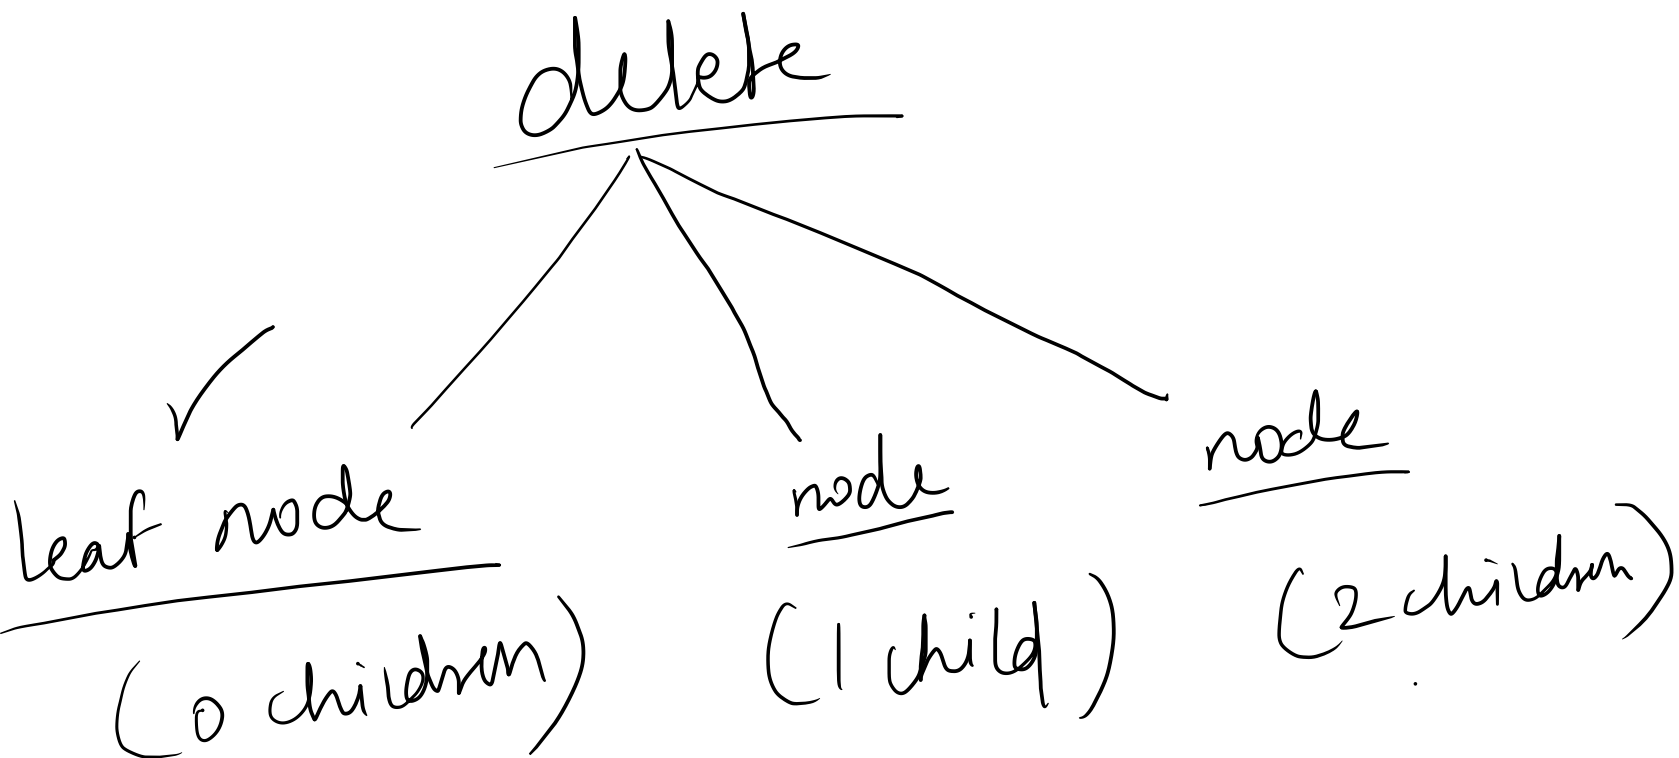 delete
leaf node
(0 children)
node
(1 child)
node
(2 children)